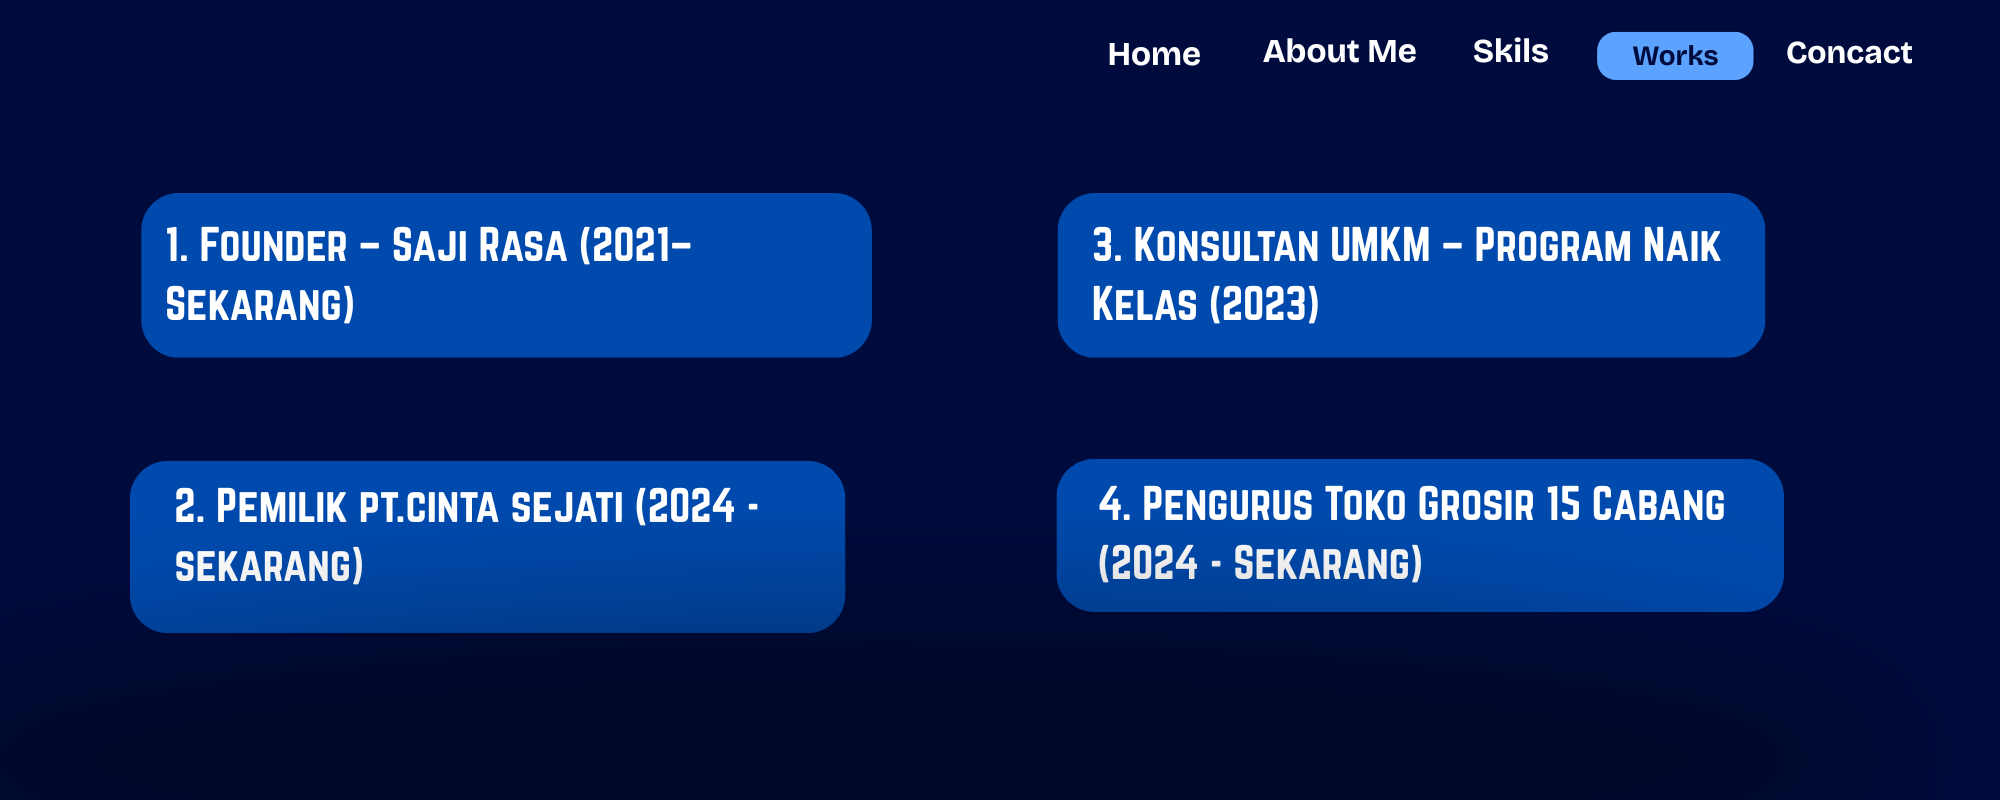 Home About Me Skils Works Concact
1. Founder – Saji Rasa (2021–
Sekarang)
2. Pemilik pt.cinta sejati (2024 -
sekarang)
3. Konsultan UMKM – Program Naik
Kelas (2023)
4. Pengurus Toko Grosir 15 Cabang
(2024 - Sekarang)